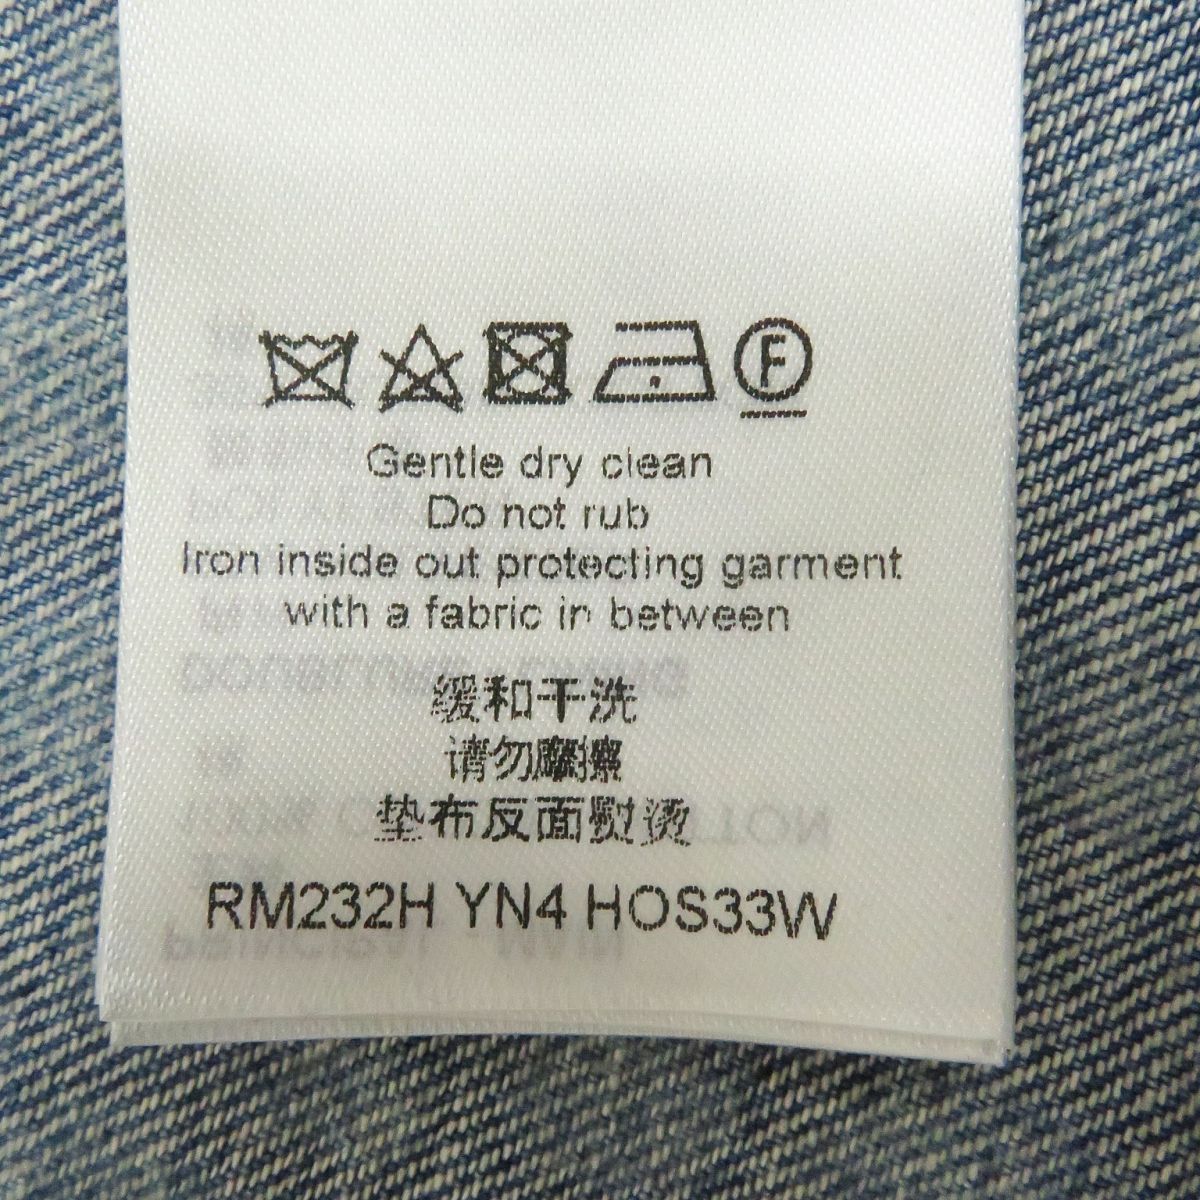 F
Gentle dry clean
Do not rub
Iron inside out protecting garment
with a fabric in between
缓和干洗
请勿摩擦
垫布反面熨烫
RM232H YN4 HOS33W